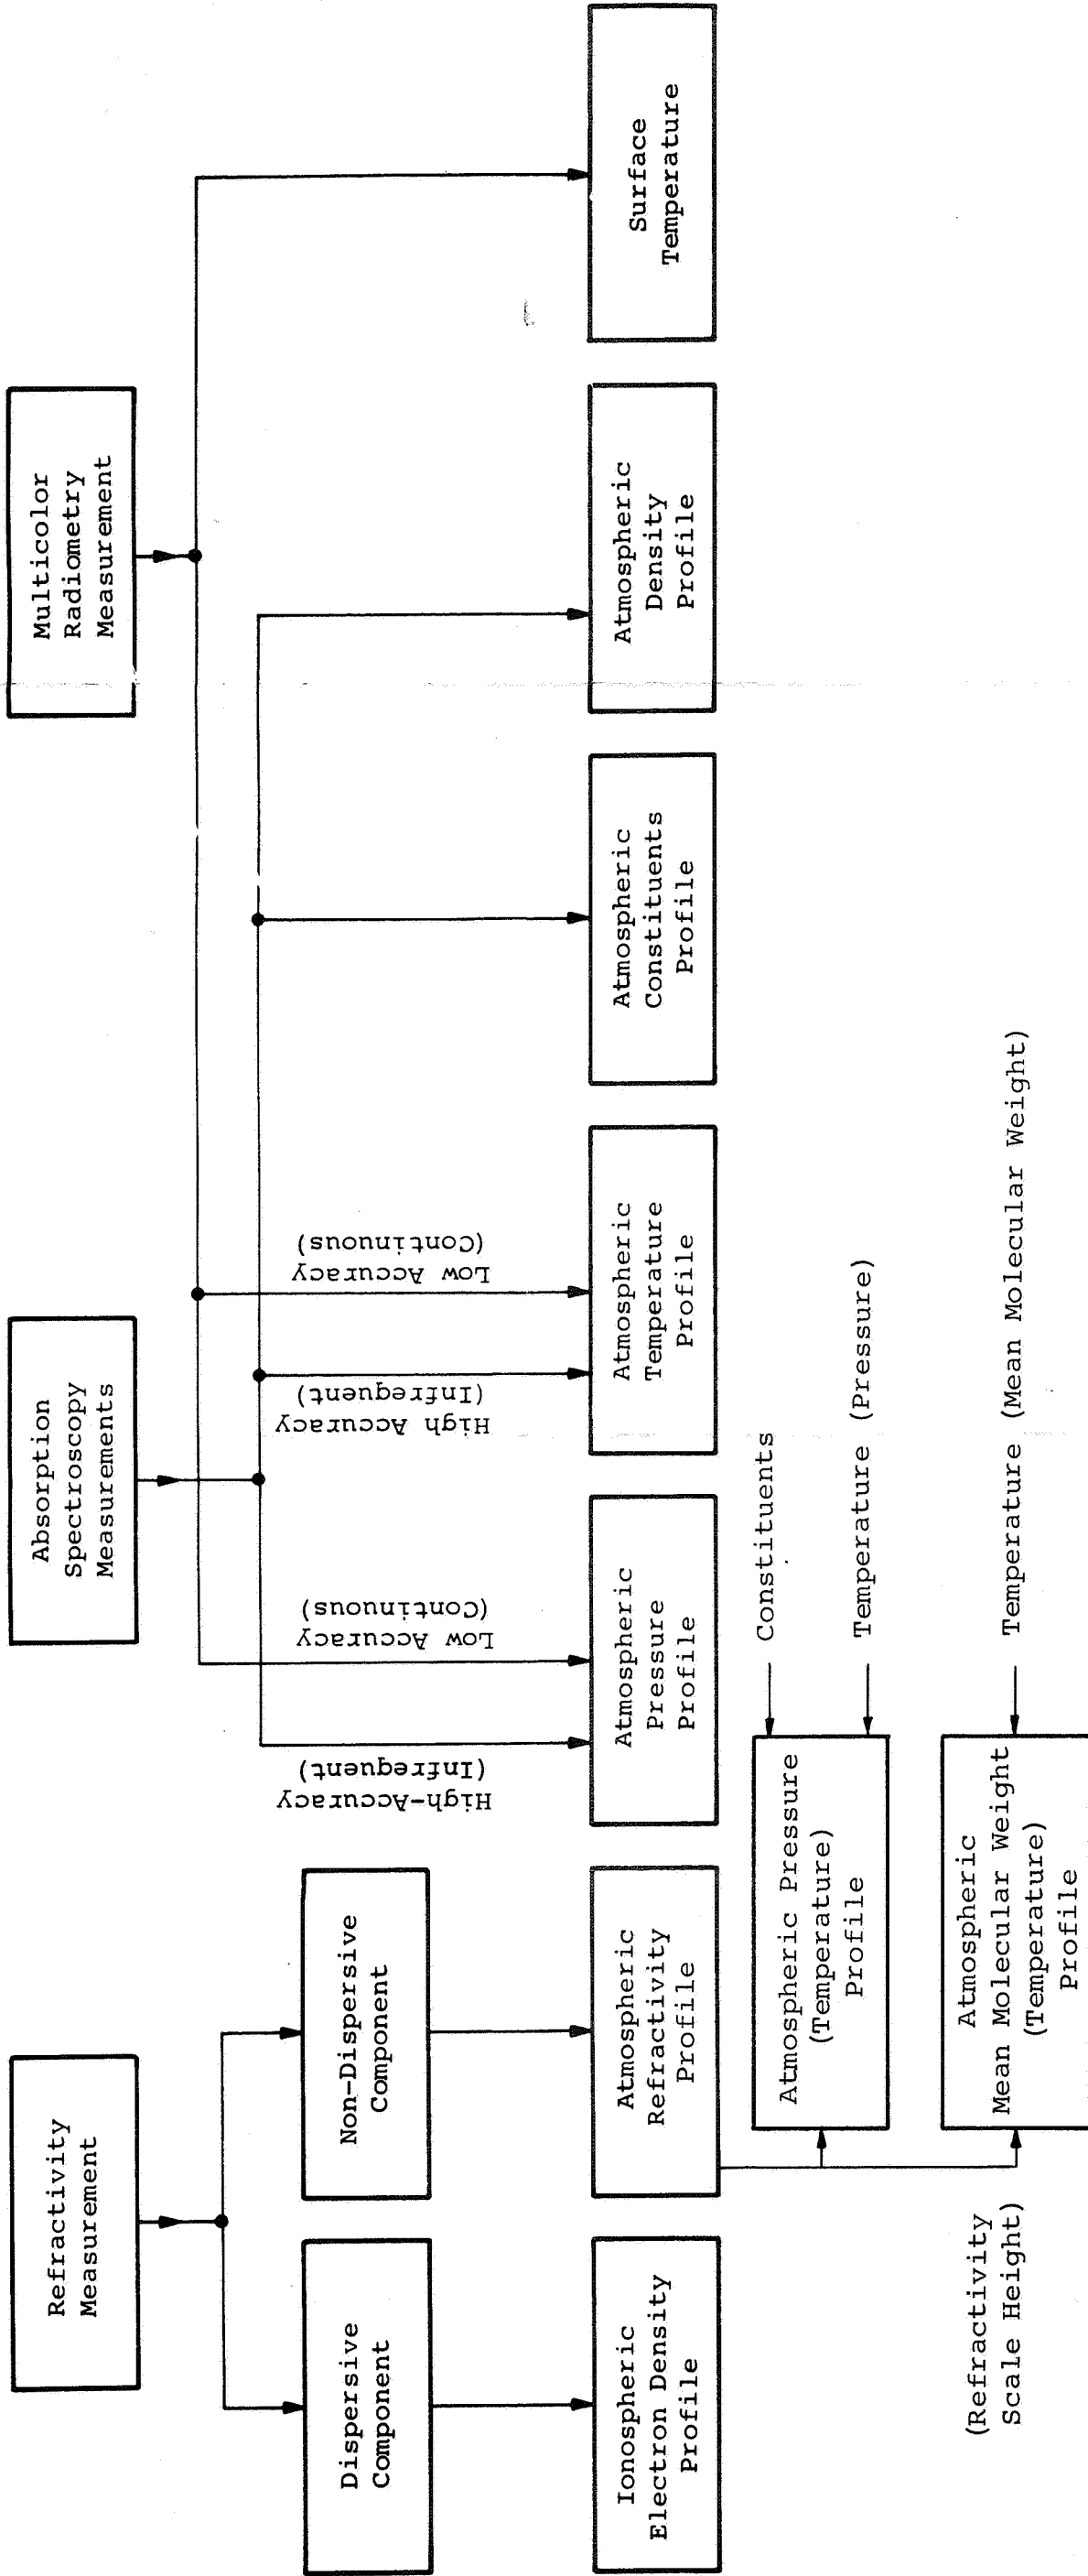 Refractivity
Measurement
Absorption
Spectroscopy
Measurements
Multicolor
Radiometry
Measurement
Dispersive
Component
Non-Dispersive
Component
High-Accuracy
(Infrequent)
Low Accuracy
(Continuous)
High Accuracy
(Infrequent)
Low Accuracy
(Continuous)
Ionospheric
Electron Density
Profile
Atmospheric
Refractivity
Profile
Atmospheric
Pressure
Profile
Atmospheric
Temperature
Profile
Atmospheric
Constituents
Profile
Atmospheric
Density
Profile
Surface
Temperature
Atmospheric Pressure
(Temperature)
Profile
Constituents
Temperature (Pressure)
(Refractivity
Scale Height)
Atmospheric
Mean Molecular Weight
(Temperature)
Profile
Temperature (Mean Molecular Weight)